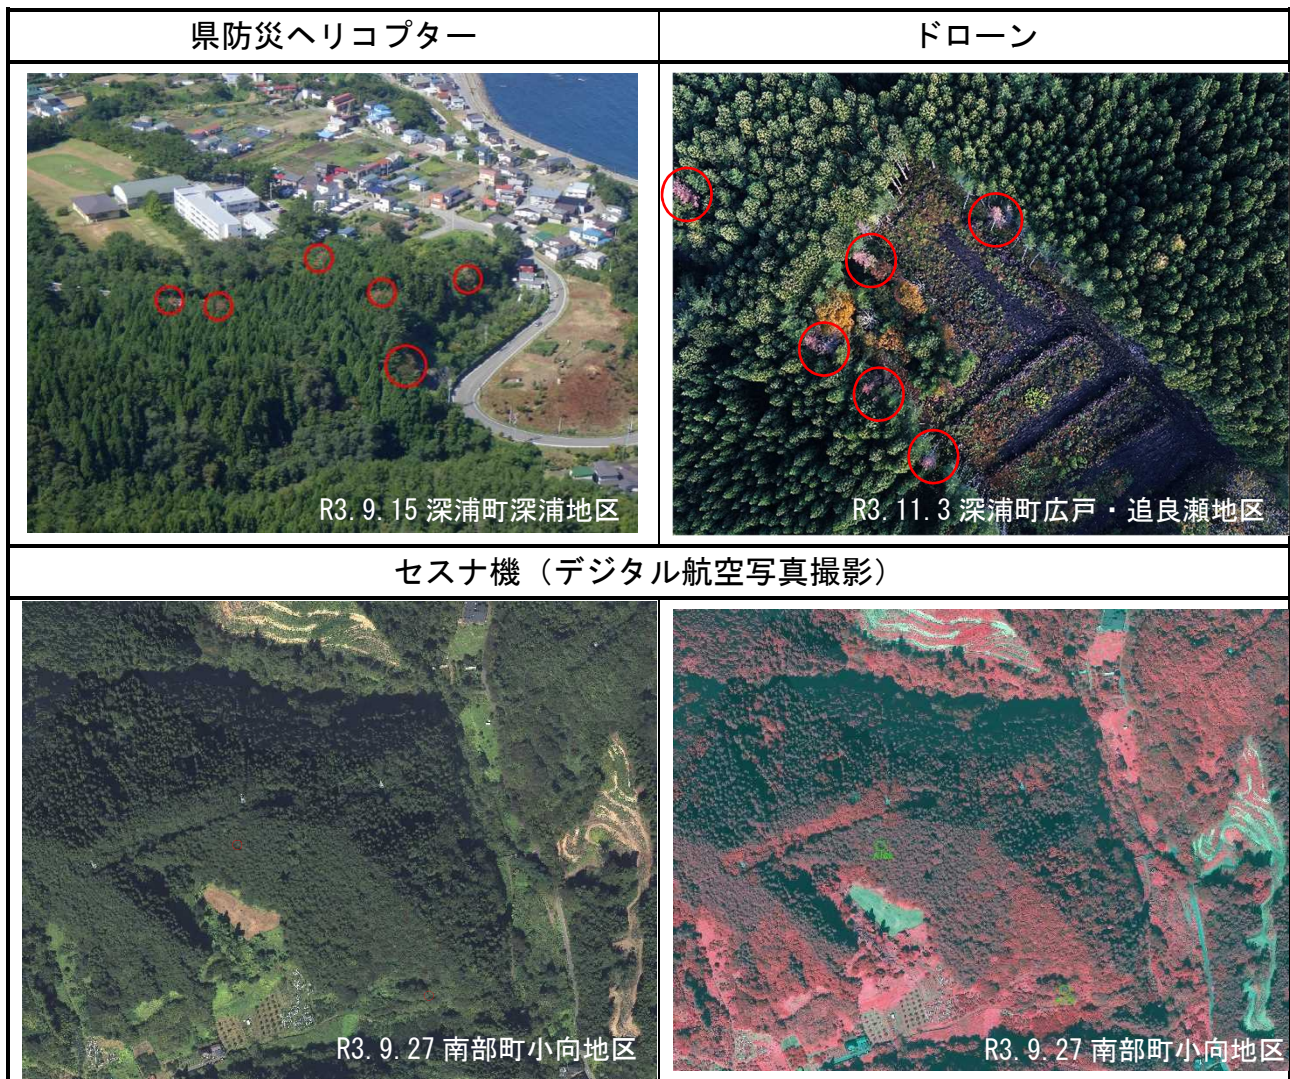 県防災ヘリコプター
ドローン
R3.9.15 深浦町深浦地区
R3.11.3 深浦町広戸・追良瀬地区
セスナ機（デジタル航空写真撮影）
R3.9.27 南部町小向地区
R3.9.27 南部町小向地区